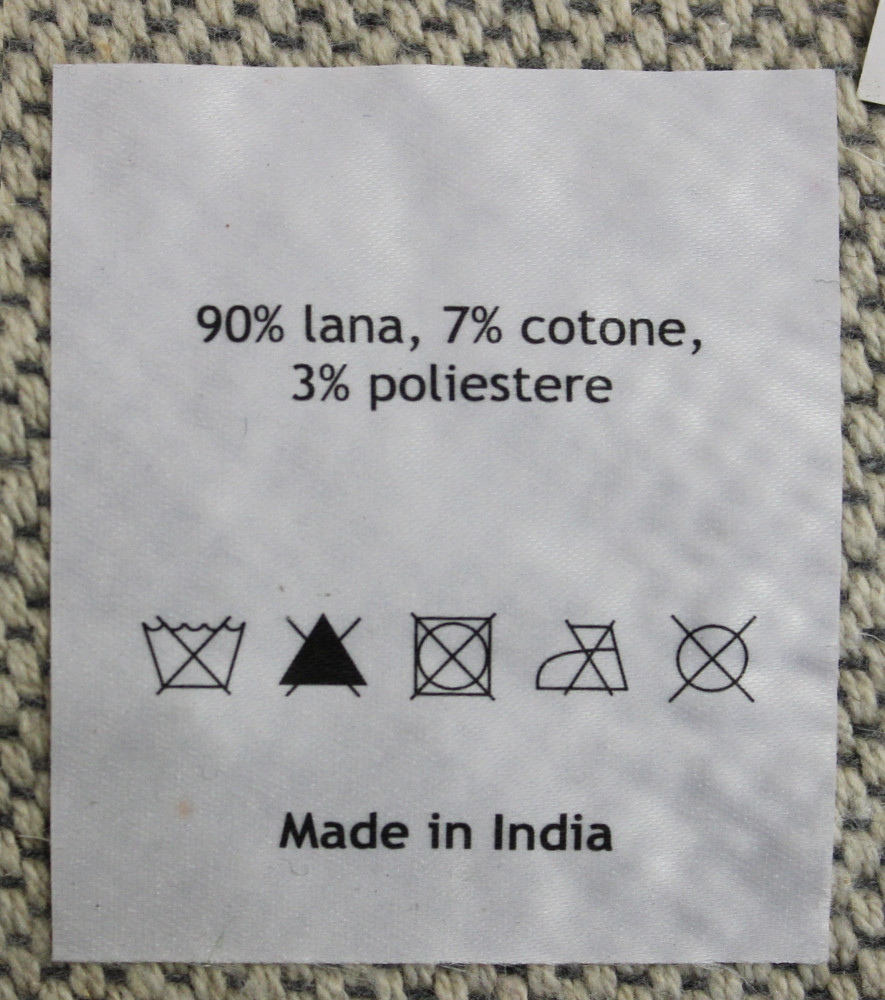 90% lana, 7% cotone,
3% poliestere
Made in India